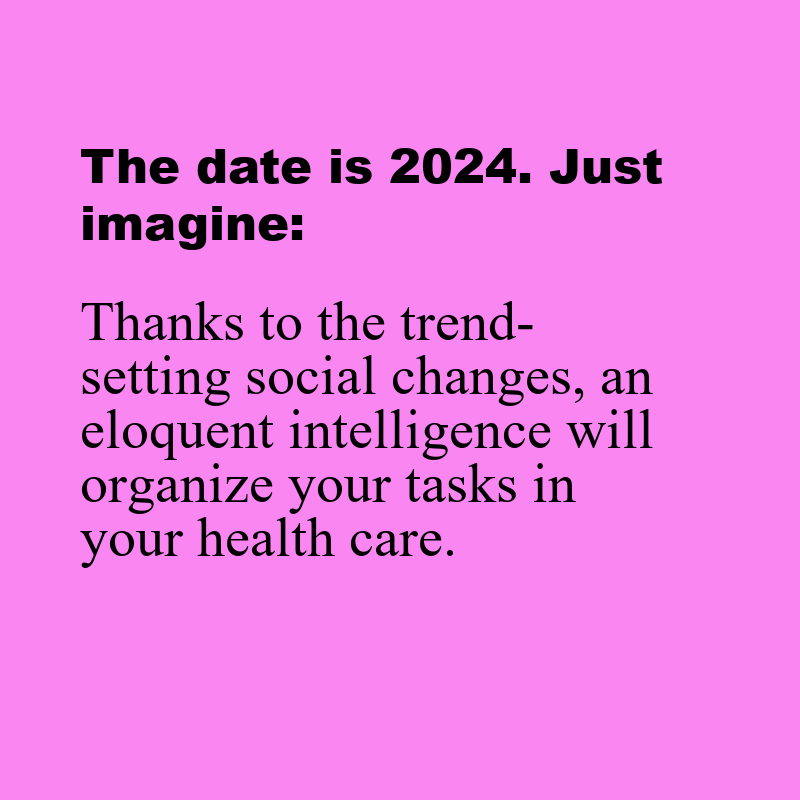 The date is 2024. Just
imagine:
Thanks to the trend-
setting social changes, an
eloquent intelligence will
organize your tasks in
your health care.